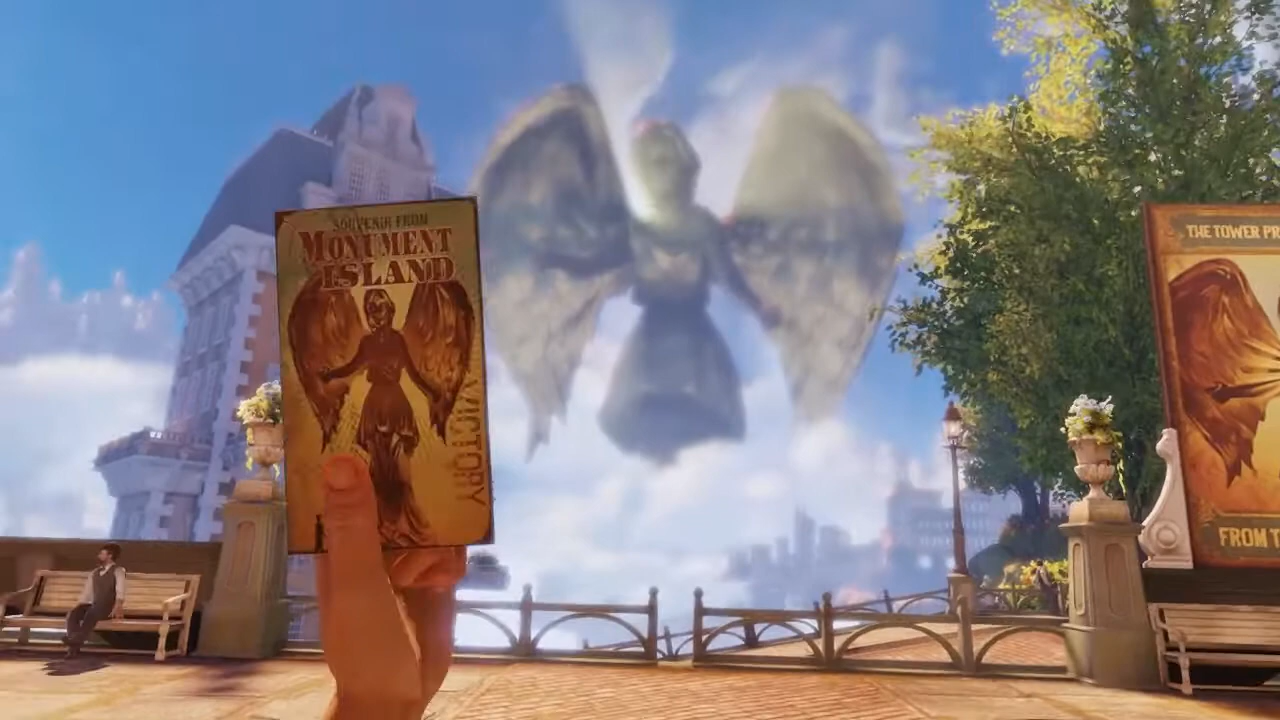 SOUVENIR FROM
MONUMENT
ISLAND
VICTORY
THE TOWER PR
FROM T